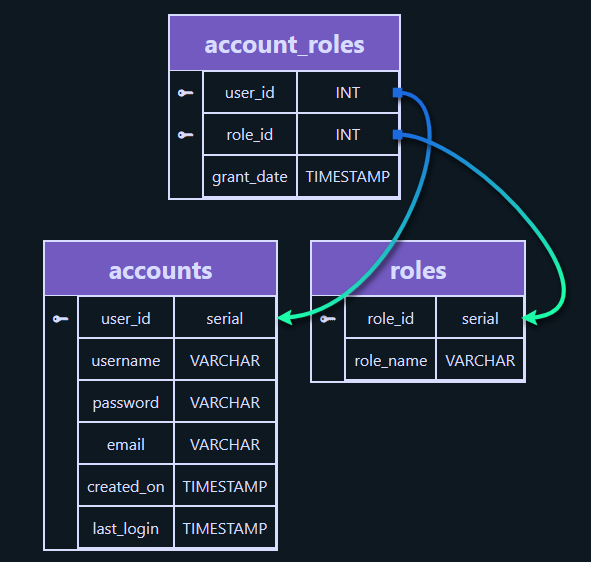 account_roles
user_id INT
role_id INT
grant_date TIMESTAMP
accounts
user_id serial
username VARCHAR
password VARCHAR
email VARCHAR
created_on TIMESTAMP
last_login TIMESTAMP
roles
role_id serial
role_name VARCHAR